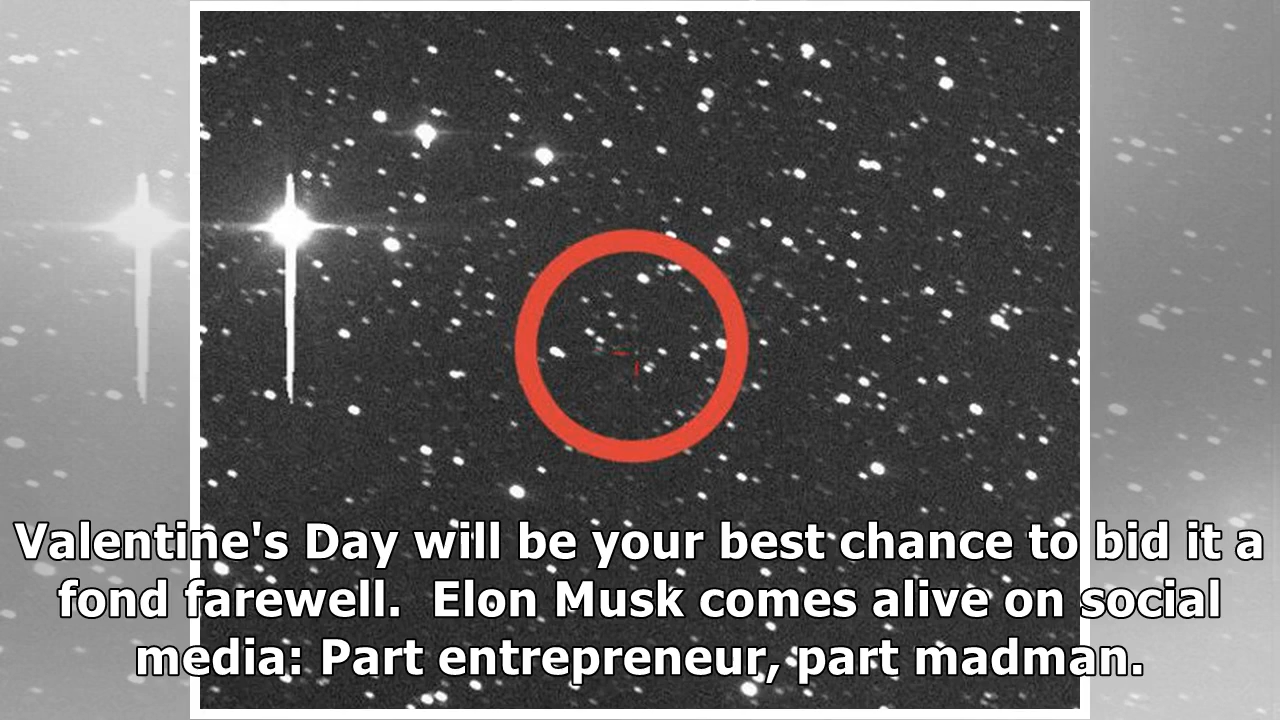 Valentine's Day will be your best chance to bid it a
fond farewell.  Elon Musk comes alive on social
media: Part entrepreneur, part madman.